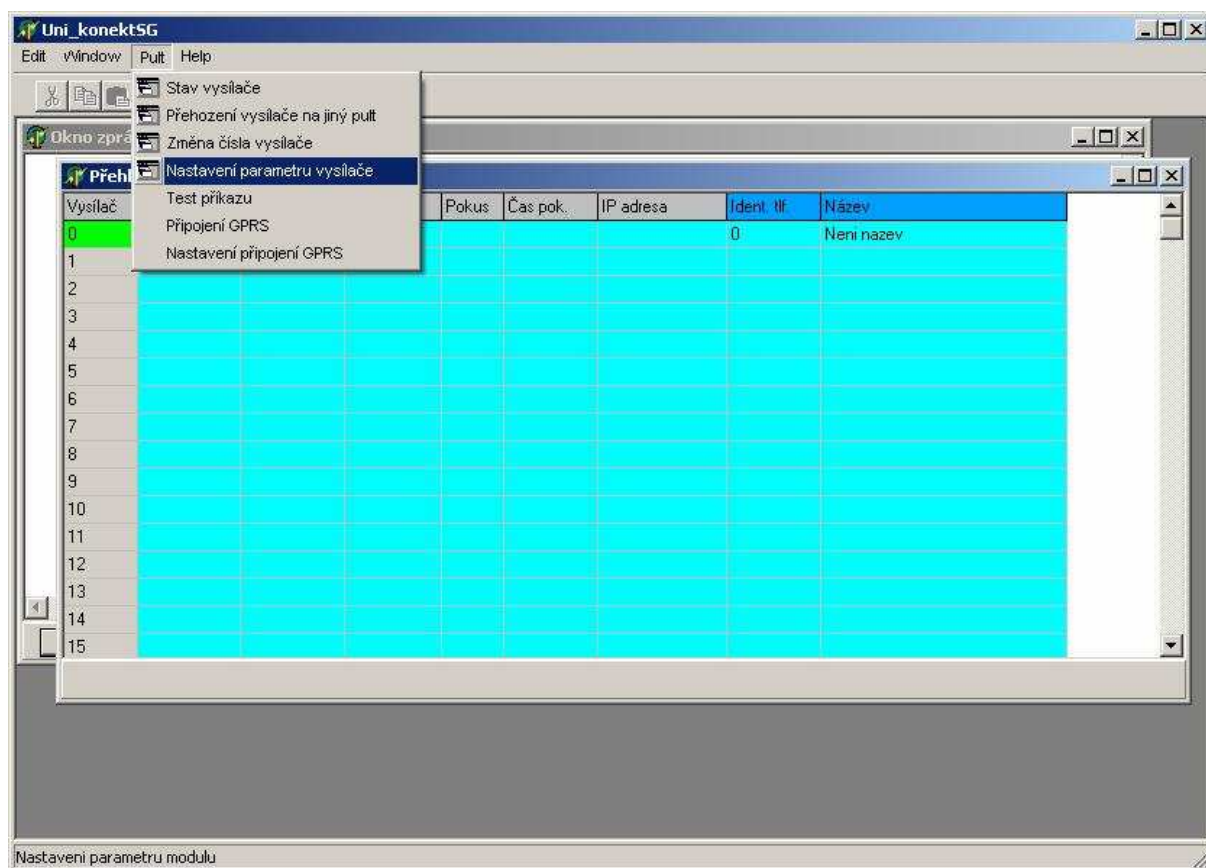 Uni_konektSG
Edit Window Pult Help
Stav vysílače
Přehození vysílače na jiný pult
Změna čísla vysílače
Nastavení parametru vysílače
Test příkazu
Připojení GPRS
Nastavení připojení GPRS
Okno zprá
Přehl
Vysílač Pokus Čas pok. IP adresa Ident. tlf. Název
0 0 Neni nazev
1
2
3
4
5
6
7
8
9
10
11
12
13
14
15
Nastaveni parametru modulu